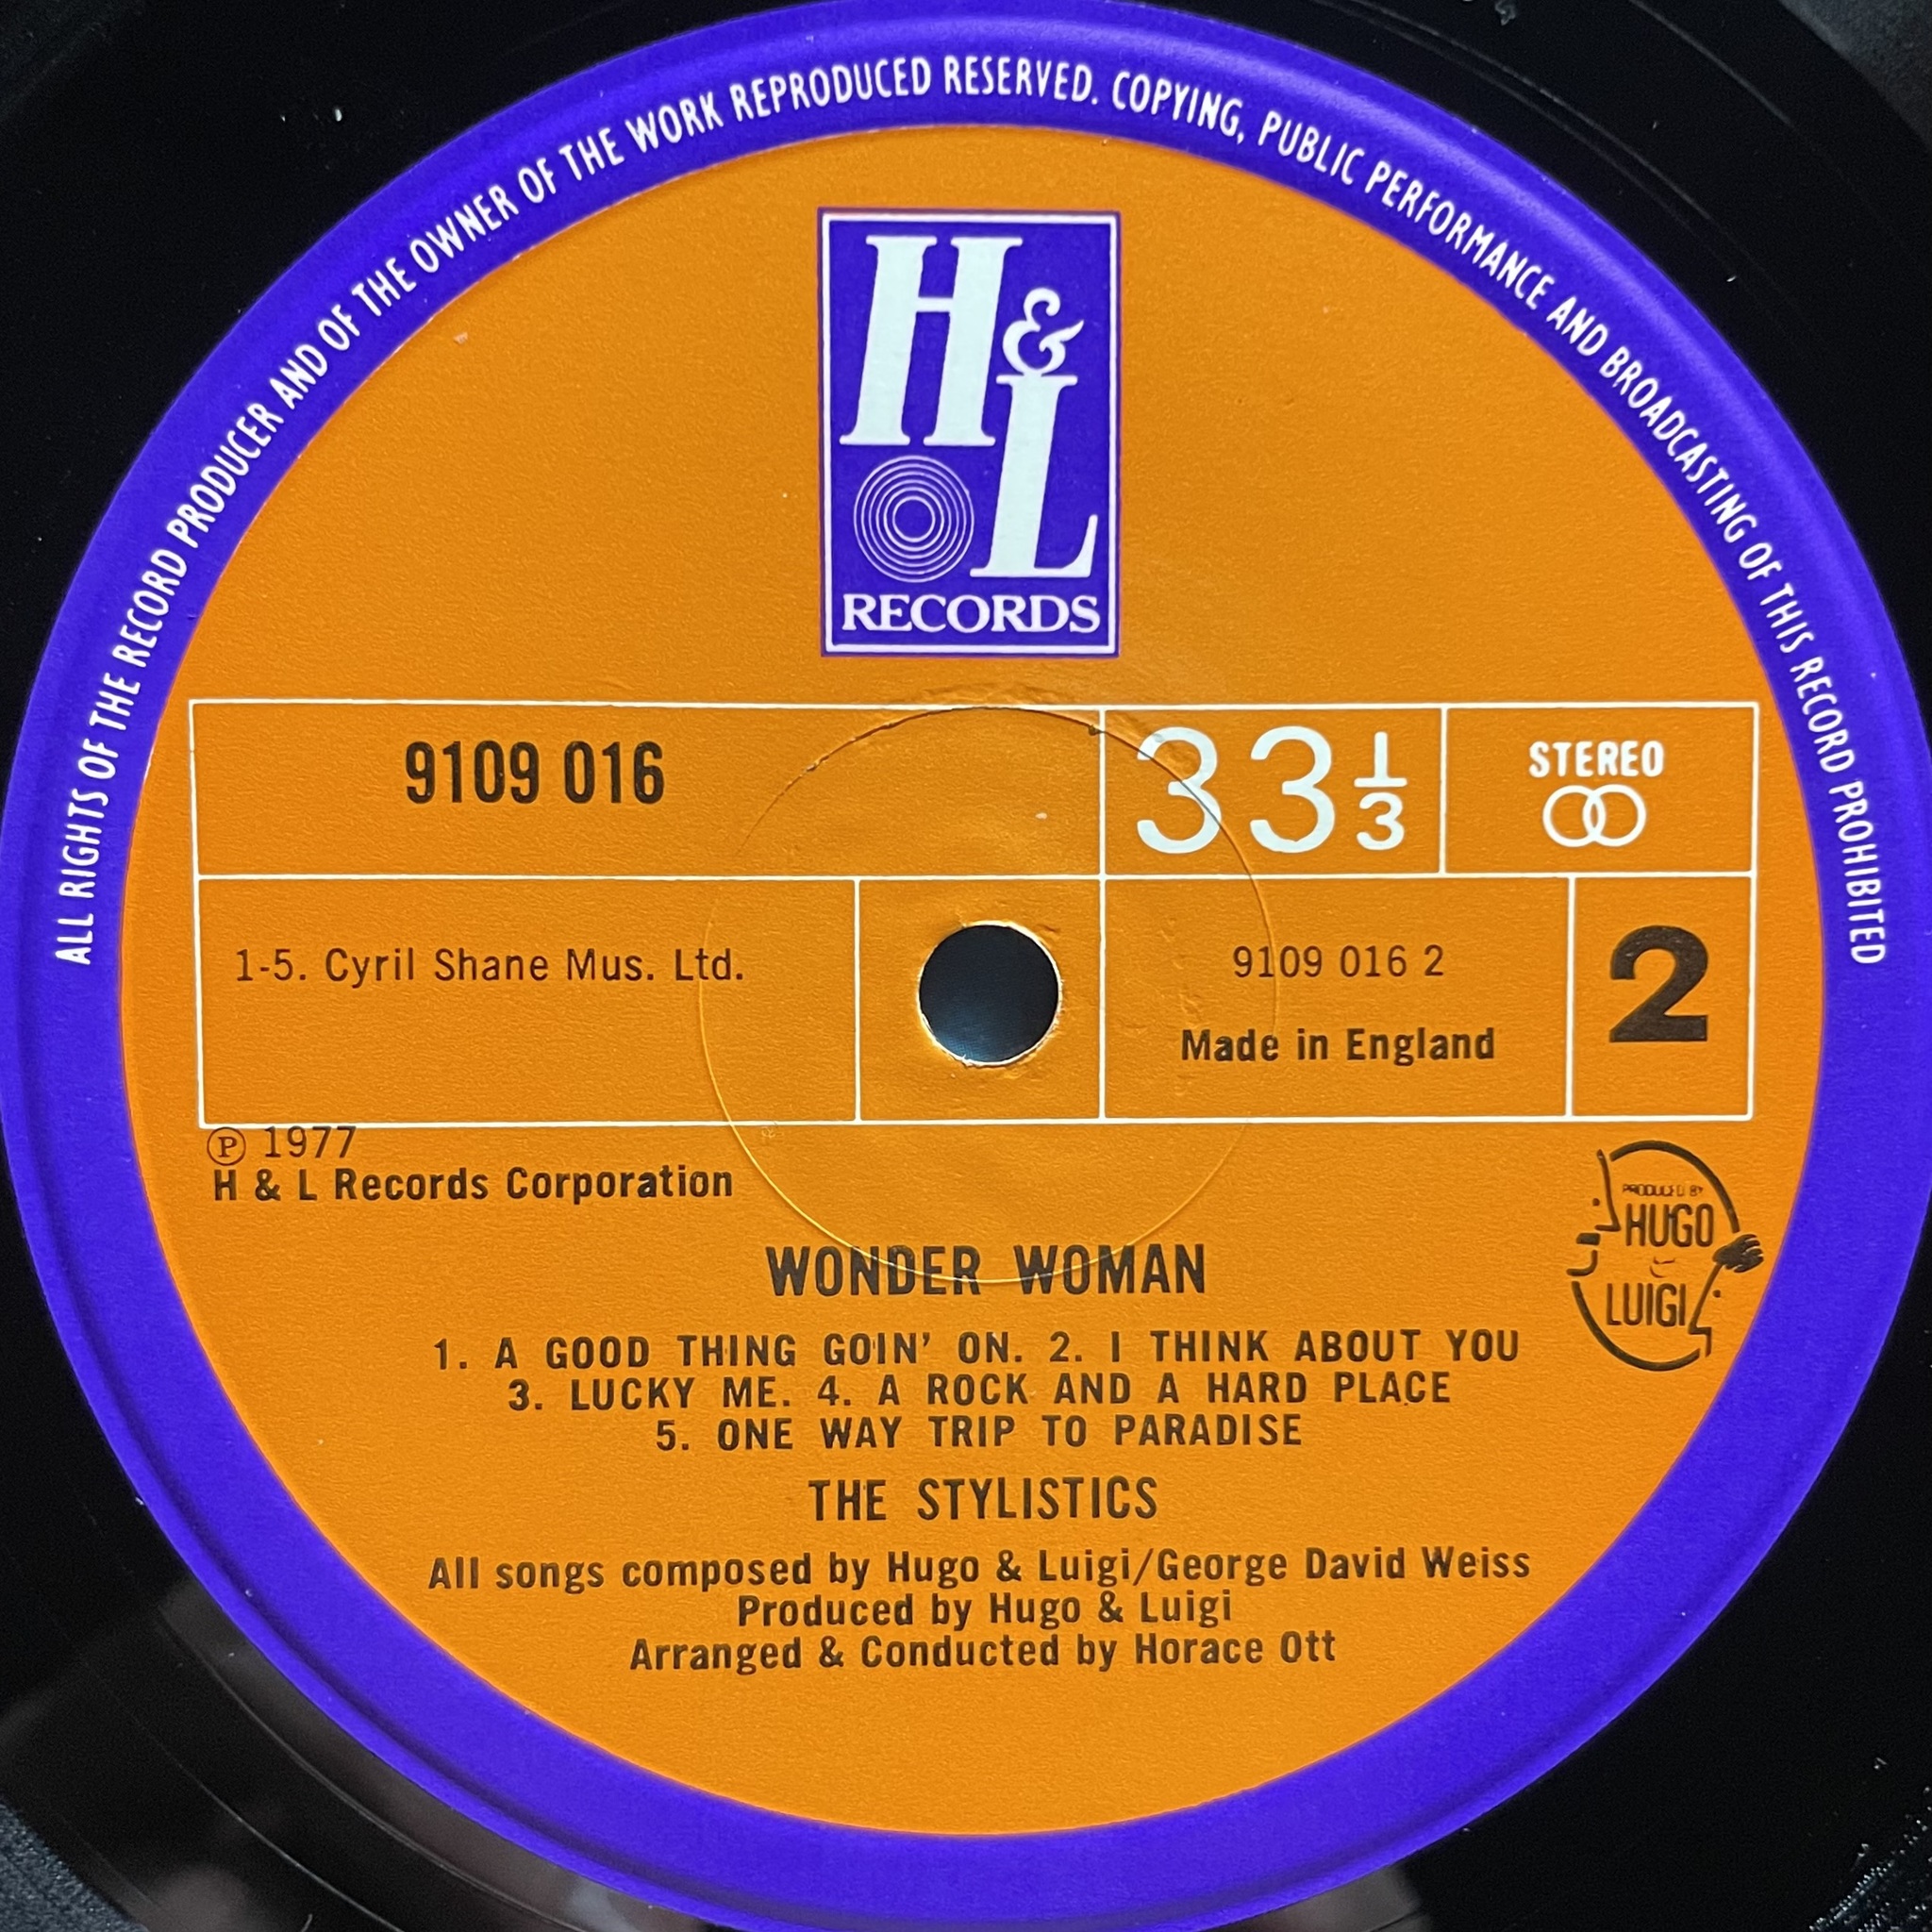 ALL RIGHTS OF THE RECORD PRODUCER AND OF THE OWNER OF THE WORK REPRODUCED RESERVED. COPYING, PUBLIC PERFORMANCE AND BROADCASTING OF THIS RECORD PROHIBITED
H & L
RECORDS
9109 016
33 1/3
STEREO
1-5. Cyril Shane Mus. Ltd.
9109 016 2
Made in England
2
℗ 1977
H & L Records Corporation
PRODUCED BY
HUGO
LUIGI
WONDER WOMAN
1. A GOOD THING GOIN' ON. 2. I THINK ABOUT YOU
3. LUCKY ME. 4. A ROCK AND A HARD PLACE
5. ONE WAY TRIP TO PARADISE
THE STYLISTICS
All songs composed by Hugo & Luigi/George David Weiss
Produced by Hugo & Luigi
Arranged & Conducted by Horace Ott